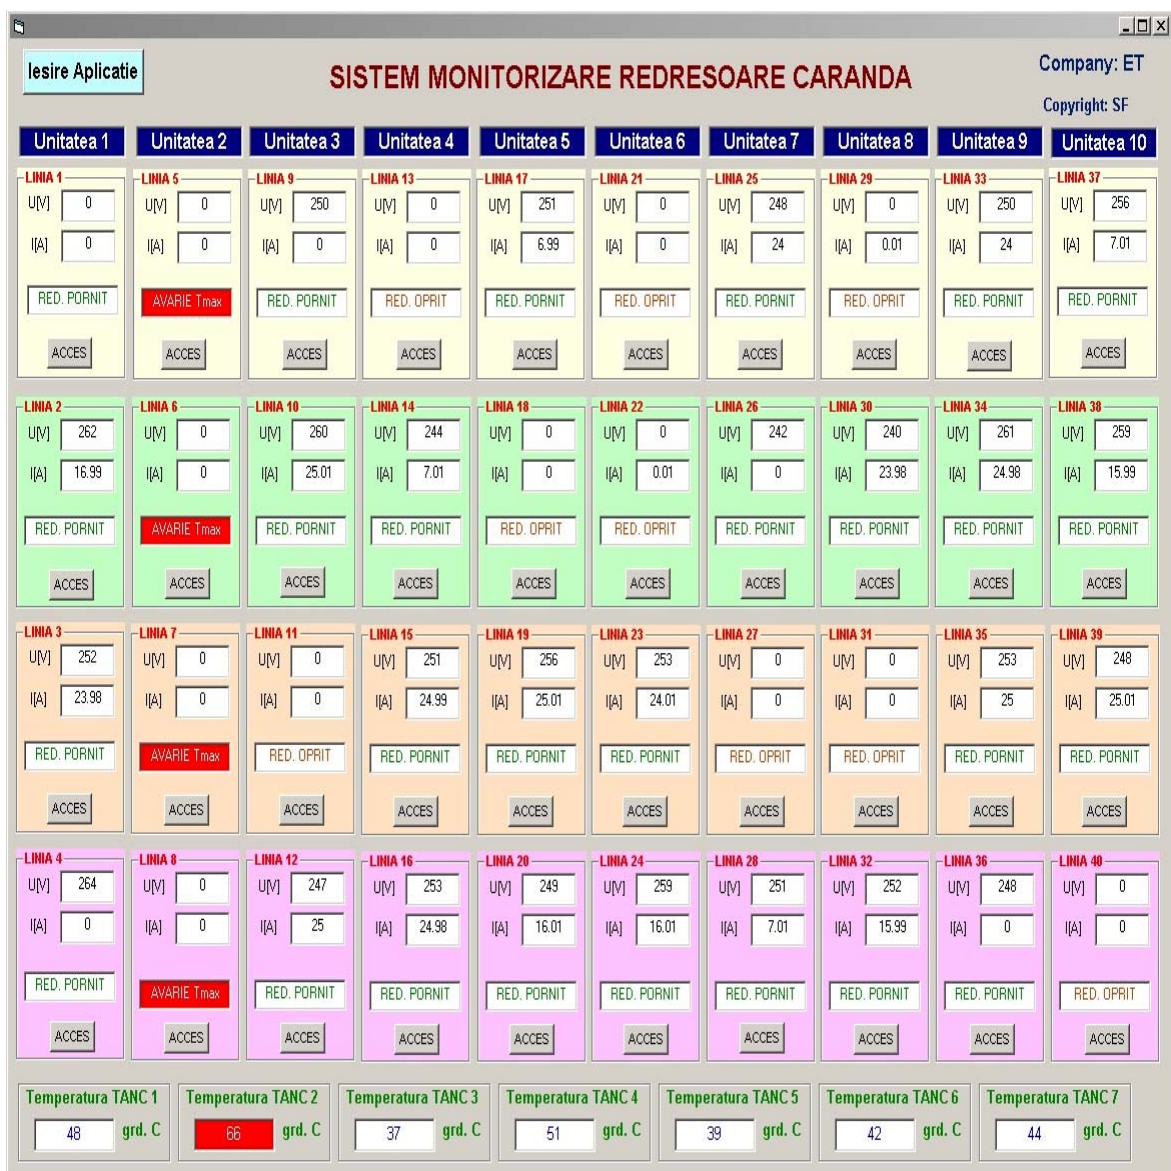 Iesire Aplicatie
SISTEM MONITORIZARE REDRESOARE CARANDA
Company: ET
Copyright: SF
Unitatea 1 Unitatea 2 Unitatea 3 Unitatea 4 Unitatea 5 Unitatea 6 Unitatea 7 Unitatea 8 Unitatea 9 Unitatea 10
LINIA 1 LINIA 5 LINIA 9 LINIA 13 LINIA 17 LINIA 21 LINIA 25 LINIA 29 LINIA 33 LINIA 37
U[V] 0 U[V] 0 U[V] 250 U[V] 0 U[V] 251 U[V] 0 U[V] 248 U[V] 0 U[V] 250 U[V] 256
I[A] 0 I[A] 0 I[A] 0 I[A] 0 I[A] 6.99 I[A] 0 I[A] 24 I[A] 0.01 I[A] 24 I[A] 7.01
RED. PORNIT AVARIE Tmax RED. PORNIT RED. OPRIT RED. PORNIT RED. OPRIT RED. PORNIT RED. OPRIT RED. PORNIT RED. PORNIT
ACCES ACCES ACCES ACCES ACCES ACCES ACCES ACCES ACCES ACCES
LINIA 2 LINIA 6 LINIA 10 LINIA 14 LINIA 18 LINIA 22 LINIA 26 LINIA 30 LINIA 34 LINIA 38
U[V] 262 U[V] 0 U[V] 260 U[V] 244 U[V] 0 U[V] 0 U[V] 242 U[V] 240 U[V] 261 U[V] 259
I[A] 16.99 I[A] 0 I[A] 25.01 I[A] 7.01 I[A] 0 I[A] 0.01 I[A] 0 I[A] 23.98 I[A] 24.98 I[A] 15.99
RED. PORNIT AVARIE Tmax RED. PORNIT RED. PORNIT RED. OPRIT RED. OPRIT RED. PORNIT RED. PORNIT RED. PORNIT RED. PORNIT
ACCES ACCES ACCES ACCES ACCES ACCES ACCES ACCES ACCES ACCES
LINIA 3 LINIA 7 LINIA 11 LINIA 15 LINIA 19 LINIA 23 LINIA 27 LINIA 31 LINIA 35 LINIA 39
U[V] 252 U[V] 0 U[V] 0 U[V] 251 U[V] 256 U[V] 253 U[V] 0 U[V] 0 U[V] 253 U[V] 248
I[A] 23.98 I[A] 0 I[A] 0 I[A] 24.99 I[A] 25.01 I[A] 24.01 I[A] 0 I[A] 0 I[A] 25 I[A] 25.01
RED. PORNIT AVARIE Tmax RED. OPRIT RED. PORNIT RED. PORNIT RED. PORNIT RED. OPRIT RED. OPRIT RED. PORNIT RED. PORNIT
ACCES ACCES ACCES ACCES ACCES ACCES ACCES ACCES ACCES ACCES
LINIA 4 LINIA 8 LINIA 12 LINIA 16 LINIA 20 LINIA 24 LINIA 28 LINIA 32 LINIA 36 LINIA 40
U[V] 264 U[V] 0 U[V] 247 U[V] 253 U[V] 249 U[V] 259 U[V] 251 U[V] 252 U[V] 248 U[V] 0
I[A] 0 I[A] 0 I[A] 25 I[A] 24.98 I[A] 16.01 I[A] 16.01 I[A] 7.01 I[A] 15.99 I[A] 0 I[A] 0
RED. PORNIT AVARIE Tmax RED. PORNIT RED. PORNIT RED. PORNIT RED. PORNIT RED. PORNIT RED. PORNIT RED. PORNIT RED. OPRIT
ACCES ACCES ACCES ACCES ACCES ACCES ACCES ACCES ACCES ACCES
Temperatura TANC 1 Temperatura TANC 2 Temperatura TANC 3 Temperatura TANC 4 Temperatura TANC 5 Temperatura TANC 6 Temperatura TANC 7
48 grd. C 66 grd. C 37 grd. C 51 grd. C 39 grd. C 42 grd. C 44 grd. C